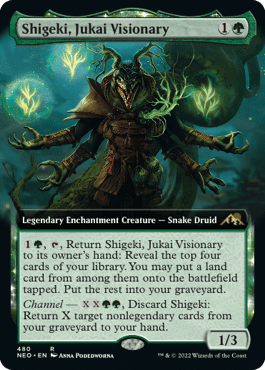 Shigeki, Jukai Visionary 1
Legendary Enchantment Creature — Snake Druid
1 , , Return Shigeki, Jukai Visionary
to its owner's hand: Reveal the top four
cards of your library. You may put a land
card from among them onto the battlefield
tapped. Put the rest into your graveyard.
Channel — X X , Discard Shigeki:
Return X target nonlegendary cards from
your graveyard to your hand.
1/3
480 R
NEO • EN Anna Podedworna
™ & © 2022 Wizards of the Coast